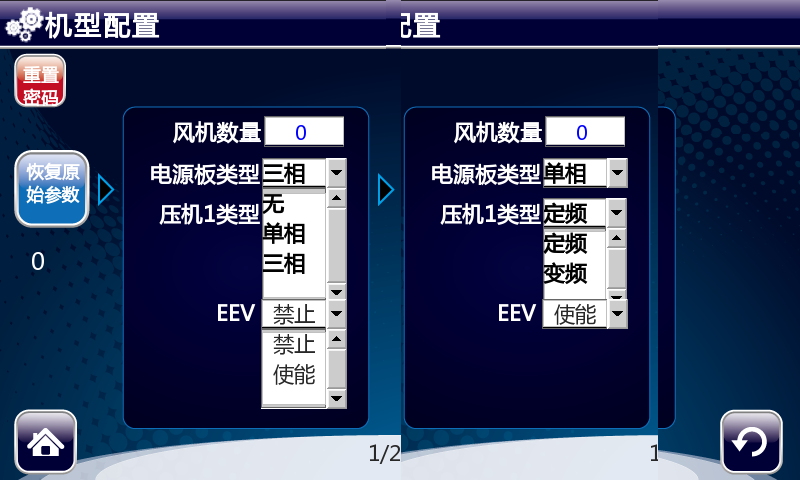 机型配置
配置
重置
密码
恢复原
始参数
0
风机数量 0
电源板类型 三相
无
单相
三相
压机1类型
EEV 禁止
禁止
使能
1/2
风机数量 0
电源板类型 单相
压机1类型 定频
定频
变频
EEV 使能
1